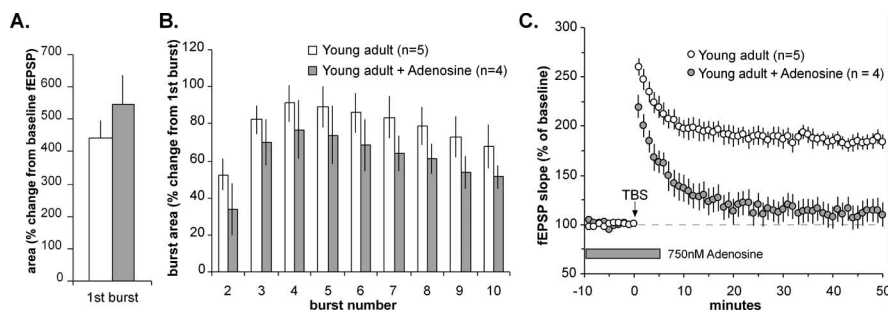 A.
area (% change from baseline fEPSP)
700
600
500
400
300
200
100
0
1st burst
B.
burst area (% change from 1st burst)
120
100
80
60
40
20
0
Young adult (n=5)
Young adult + Adenosine (n=4)
2 3 4 5 6 7 8 9 10
burst number
C.
fEPSP slope (% of baseline)
300
250
200
150
100
50
Young adult (n=5)
Young adult + Adenosine (n = 4)
TBS
750nM Adenosine
-10 0 10 20 30 40 50
minutes